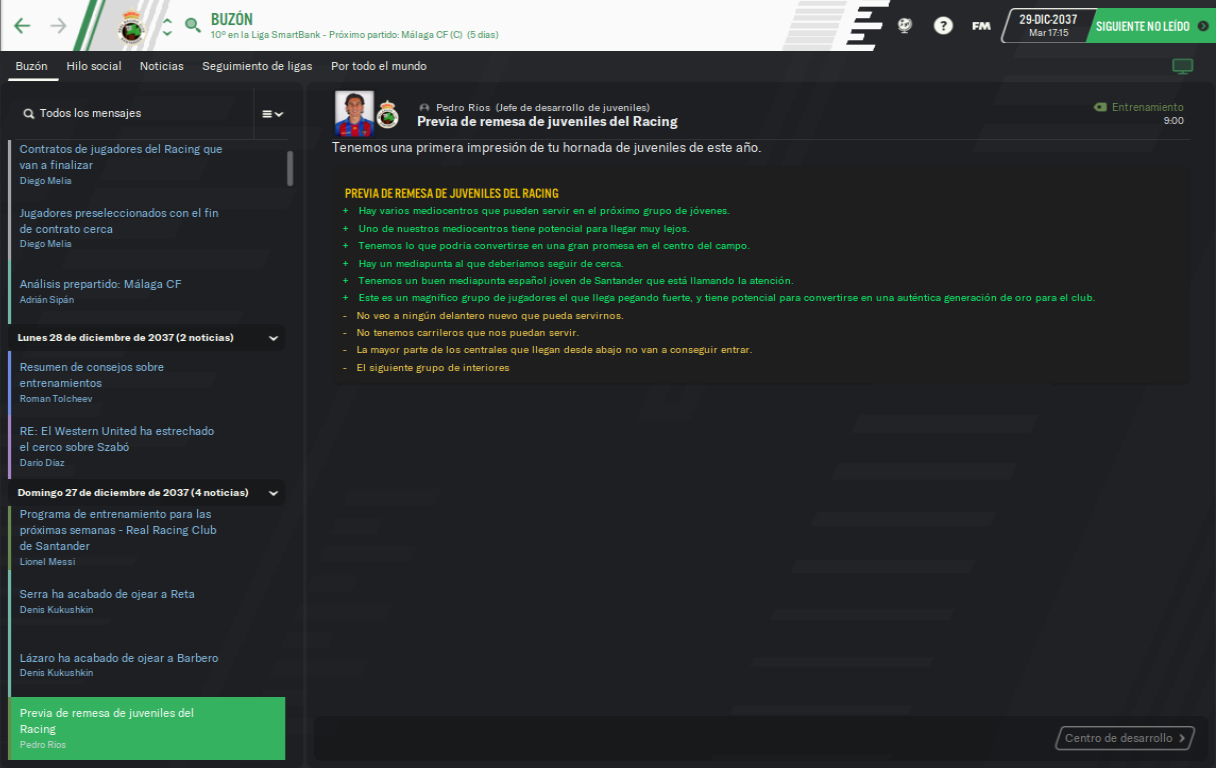 BUZÓN
10º en la Liga SmartBank - Próximo partido: Málaga CF (C) (5 días)
?
FM
29-DIC-2037
Mar 17:15
SIGUIENTE NO LEÍDO
Buzón
Hilo social
Noticias
Seguimiento de ligas
Por todo el mundo
Todos los mensajes
Contratos de jugadores del Racing que
van a finalizar
Diego Melia
Jugadores preseleccionados con el fin
de contrato cerca
Diego Melia
Análisis prepartido: Málaga CF
Adrián Sipán
Lunes 28 de diciembre de 2037 (2 noticias)
Resumen de consejos sobre
entrenamientos
Roman Tolcheev
RE: El Western United ha estrechado
el cerco sobre Szabó
Darío Díaz
Domingo 27 de diciembre de 2037 (4 noticias)
Programa de entrenamiento para las
próximas semanas - Real Racing Club
de Santander
Lionel Messi
Serra ha acabado de ojear a Reta
Denis Kukushkin
Lázaro ha acabado de ojear a Barbero
Denis Kukushkin
Previa de remesa de juveniles del
Racing
Pedro Ríos
Pedro Ríos (Jefe de desarrollo de juveniles)
Previa de remesa de juveniles del Racing
Entrenamiento
9:00
Tenemos una primera impresión de tu hornada de juveniles de este año.
PREVIA DE REMESA DE JUVENILES DEL RACING
+ Hay varios mediocentros que pueden servir en el próximo grupo de jóvenes.
+ Uno de nuestros mediocentros tiene potencial para llegar muy lejos.
+ Tenemos lo que podría convertirse en una gran promesa en el centro del campo.
+ Hay un mediapunta al que deberíamos seguir de cerca.
+ Tenemos un buen mediapunta español joven de Santander que está llamando la atención.
+ Este es un magnífico grupo de jugadores el que llega pegando fuerte, y tiene potencial para convertirse en una auténtica generación de oro para el club.
- No veo a ningún delantero nuevo que pueda servirnos.
- No tenemos carrileros que nos puedan servir.
- La mayor parte de los centrales que llegan desde abajo no van a conseguir entrar.
- El siguiente grupo de interiores
Centro de desarrollo